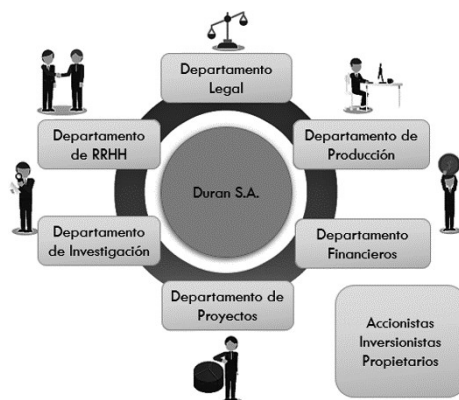 Departamento
Legal
Departamento
de RRHH
Departamento de
Producción
Duran S.A.
Departamento
de Investigación
Departamento
Financieros
Departamento de
Proyectos
Accionistas
Inversionistas
Propietarios